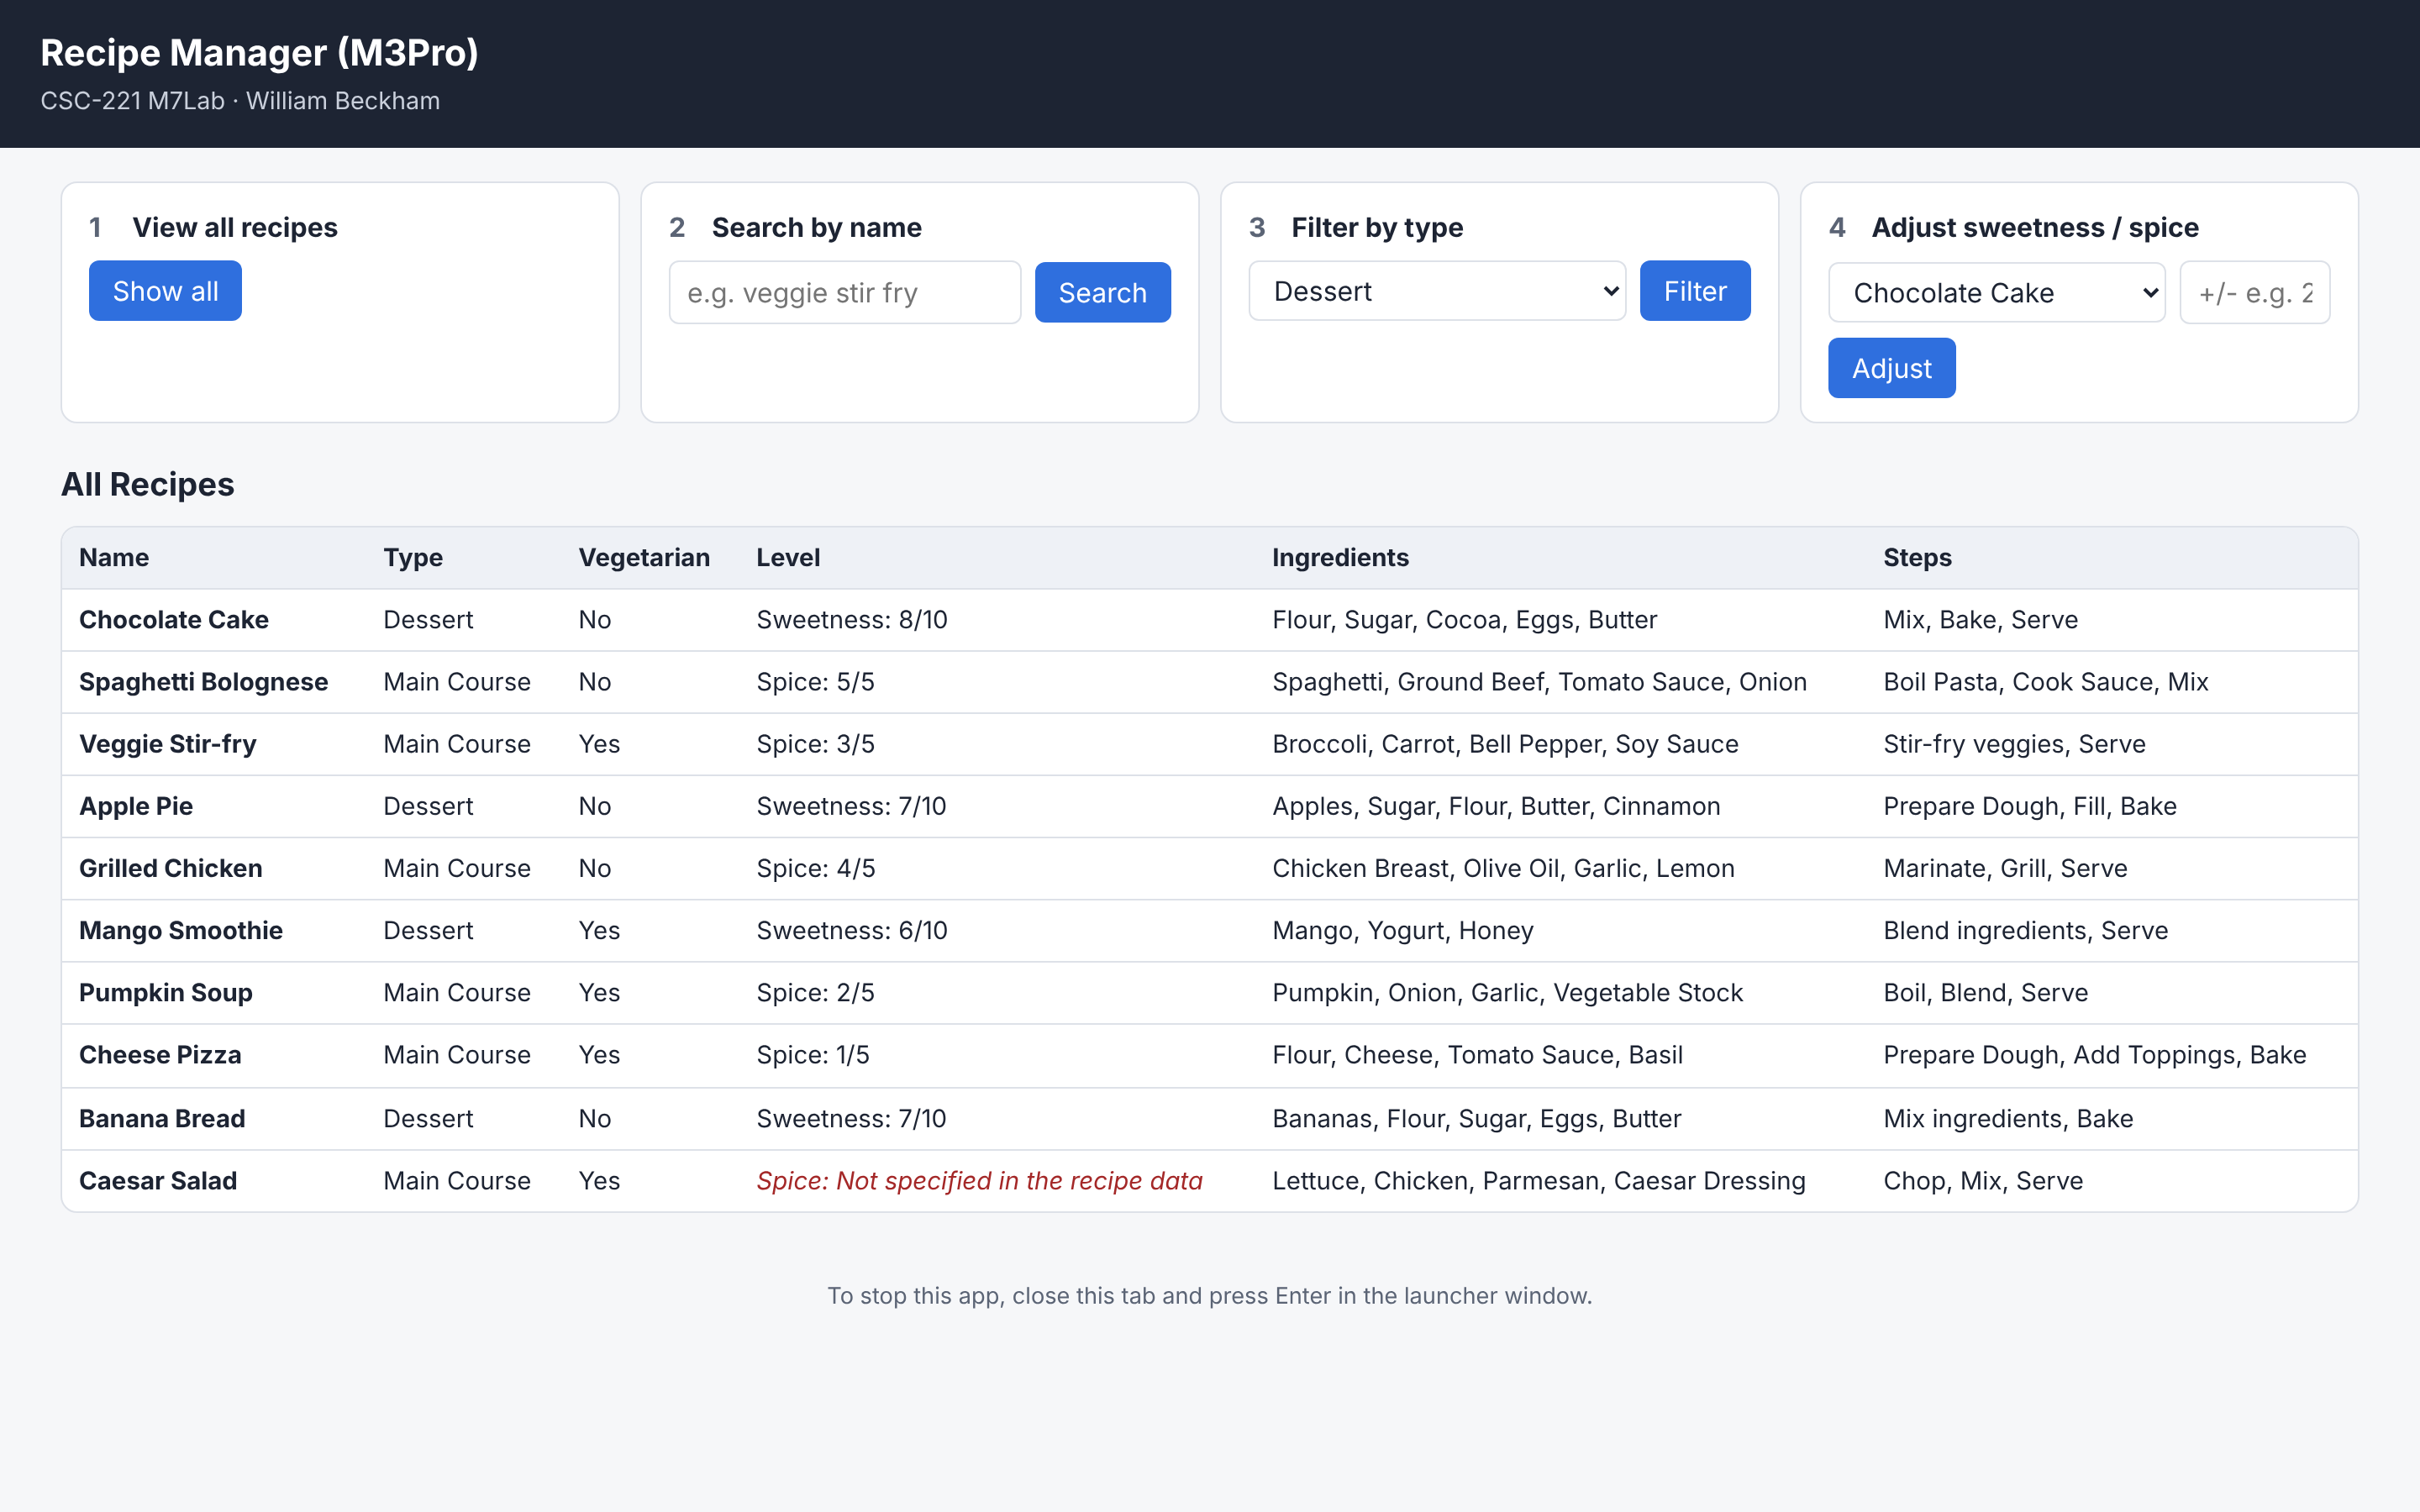 Recipe Manager (M3Pro)
CSC-221 M7Lab · William Beckham
1 View all recipes
Show all
2 Search by name
e.g. veggie stir fry
Search
3 Filter by type
Dessert
Filter
4 Adjust sweetness / spice
Chocolate Cake
+/- e.g. 2
Adjust
All Recipes
Name Type Vegetarian Level Ingredients Steps
Chocolate Cake Dessert No Sweetness: 8/10 Flour, Sugar, Cocoa, Eggs, Butter Mix, Bake, Serve
Spaghetti Bolognese Main Course No Spice: 5/5 Spaghetti, Ground Beef, Tomato Sauce, Onion Boil Pasta, Cook Sauce, Mix
Veggie Stir-fry Main Course Yes Spice: 3/5 Broccoli, Carrot, Bell Pepper, Soy Sauce Stir-fry veggies, Serve
Apple Pie Dessert No Sweetness: 7/10 Apples, Sugar, Flour, Butter, Cinnamon Prepare Dough, Fill, Bake
Grilled Chicken Main Course No Spice: 4/5 Chicken Breast, Olive Oil, Garlic, Lemon Marinate, Grill, Serve
Mango Smoothie Dessert Yes Sweetness: 6/10 Mango, Yogurt, Honey Blend ingredients, Serve
Pumpkin Soup Main Course Yes Spice: 2/5 Pumpkin, Onion, Garlic, Vegetable Stock Boil, Blend, Serve
Cheese Pizza Main Course Yes Spice: 1/5 Flour, Cheese, Tomato Sauce, Basil Prepare Dough, Add Toppings, Bake
Banana Bread Dessert No Sweetness: 7/10 Bananas, Flour, Sugar, Eggs, Butter Mix ingredients, Bake
Caesar Salad Main Course Yes Spice: Not specified in the recipe data Lettuce, Chicken, Parmesan, Caesar Dressing Chop, Mix, Serve
To stop this app, close this tab and press Enter in the launcher window.